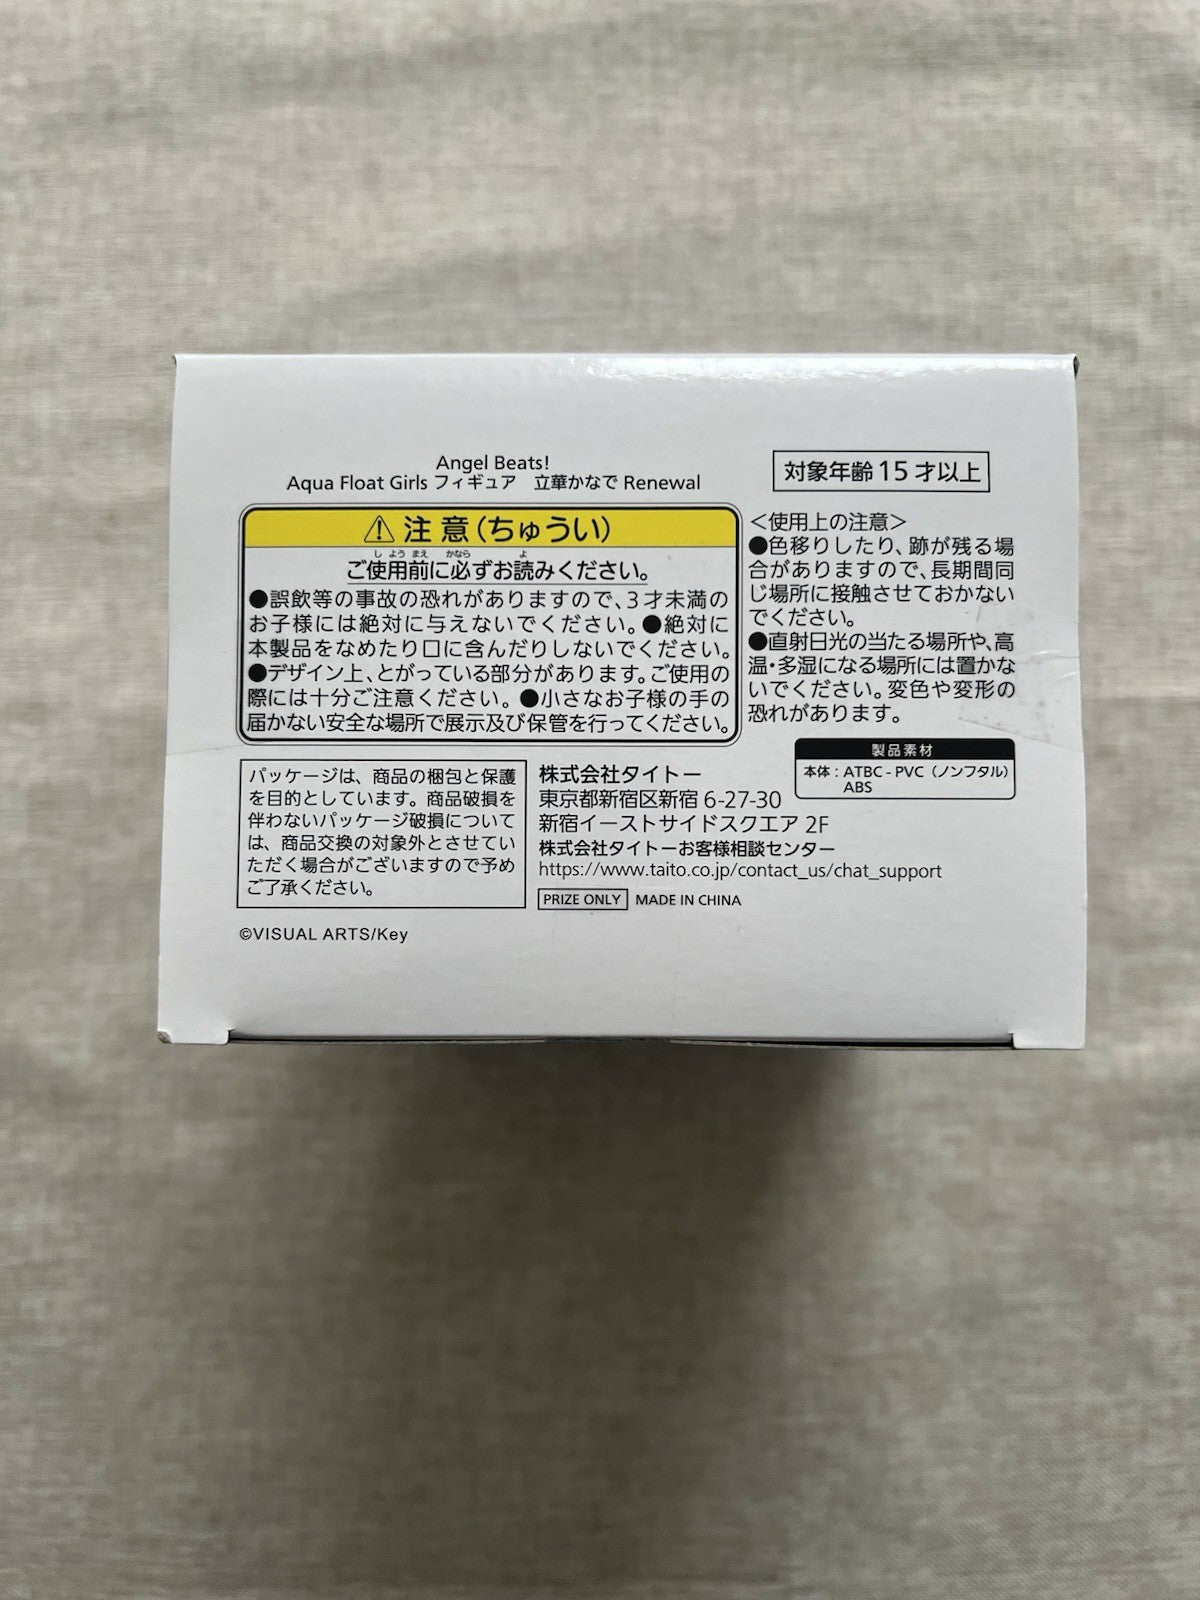 Angel Beats!
Aqua Float Girls フィギュア　立華かなで Renewal
対象年齢15才以上
⚠注意(ちゅうい)
ご使用前に必ずお読みください。
しようまえ かなら よ
●誤飲等の事故の恐れがありますので、3才未満の
お子様には絶対に与えないでください。●絶対に
本製品をなめたり口に含んだりしないでください。
●デザイン上、とがっている部分があります。ご使用の
際には十分ご注意ください。●小さなお子様の手の
届かない安全な場所で展示及び保管を行ってください。
＜使用上の注意＞
●色移りしたり、跡が残る場
合がありますので、長期間同
じ場所に接触させておかない
でください。
●直射日光の当たる場所や、高
温・多湿になる場所には置かな
いでください。変色や変形の
恐れがあります。
製品素材
本体：ATBC-PVC（ノンフタル）
ABS
パッケージは、商品の梱包と保護
を目的としています。商品破損を
伴わないパッケージ破損について
は、商品交換の対象外とさせてい
ただく場合がございますので予め
ご了承ください。
株式会社タイトー
東京都新宿区新宿 6-27-30
新宿イーストサイドスクエア 2F
株式会社タイトーお客様相談センター
https://www.taito.co.jp/contact_us/chat_support
PRIZE ONLY MADE IN CHINA
©VISUAL ARTS/Key